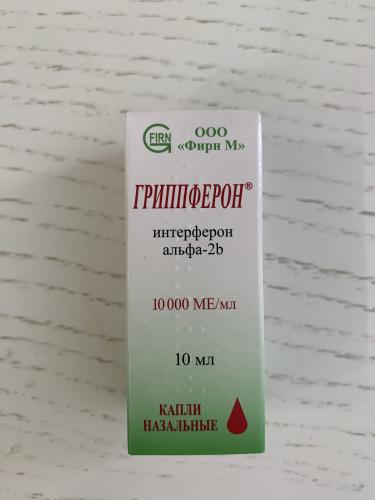 FIRN
ООО
«Фирн М»
ГРИППФЕРОН®
интерферон
альфа-2b
10 000 МЕ/мл
10 мл
КАПЛИ
НАЗАЛЬНЫЕ